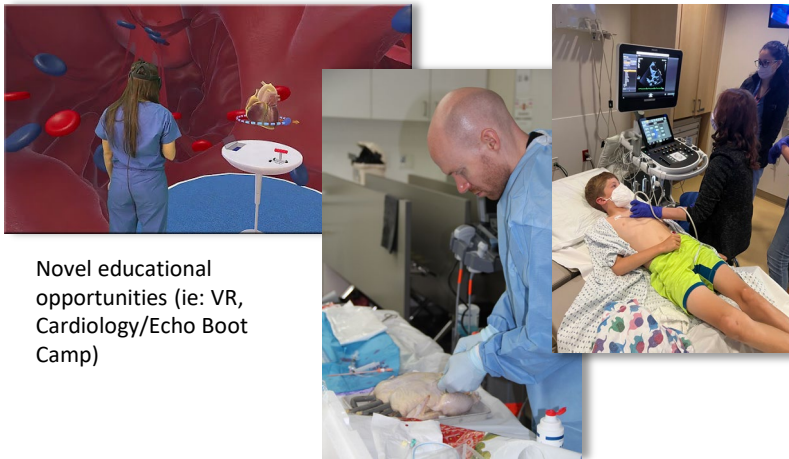 Novel educational
opportunities (ie: VR,
Cardiology/Echo Boot
Camp)